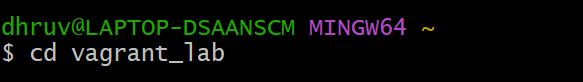 dhruv@LAPTOP-DSAANSCM MINGW64 ~
$ cd vagrant_lab